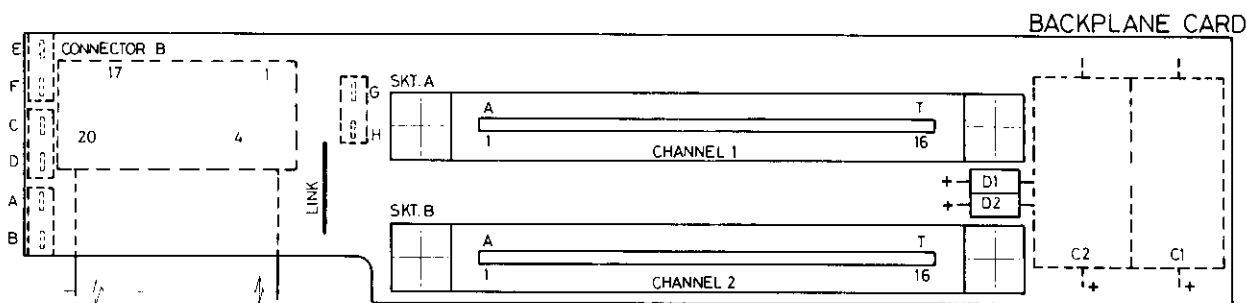 BACKPLANE CARD
E CONNECTOR B
17 1
F
SKT. A
G
A T
C
20 4
H
1 16
CHANNEL 1
D
+ D1
A
LINK
+ D2
SKT. B
B
A T
1 16
C2 C1
CHANNEL 2
+ +